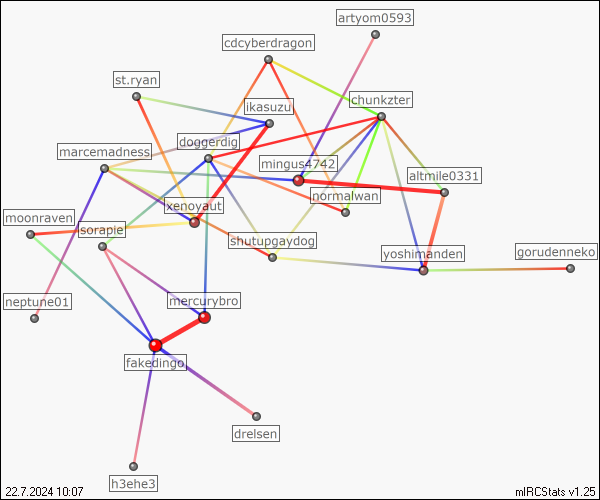 artyom0593
cdcyberdragon
st.ryan
chunkzter
ikasuzu
doggerdig
marcemadness
mingus4742
altmile0331
normalwan
xenoyaut
moonraven
sorapie
shutupgaydog
yoshimanden
gorudenneko
neptune01
mercurybro
fakedingo
drelsen
h3ehe3
22.7.2024 10:07
mIRCStats v1.25